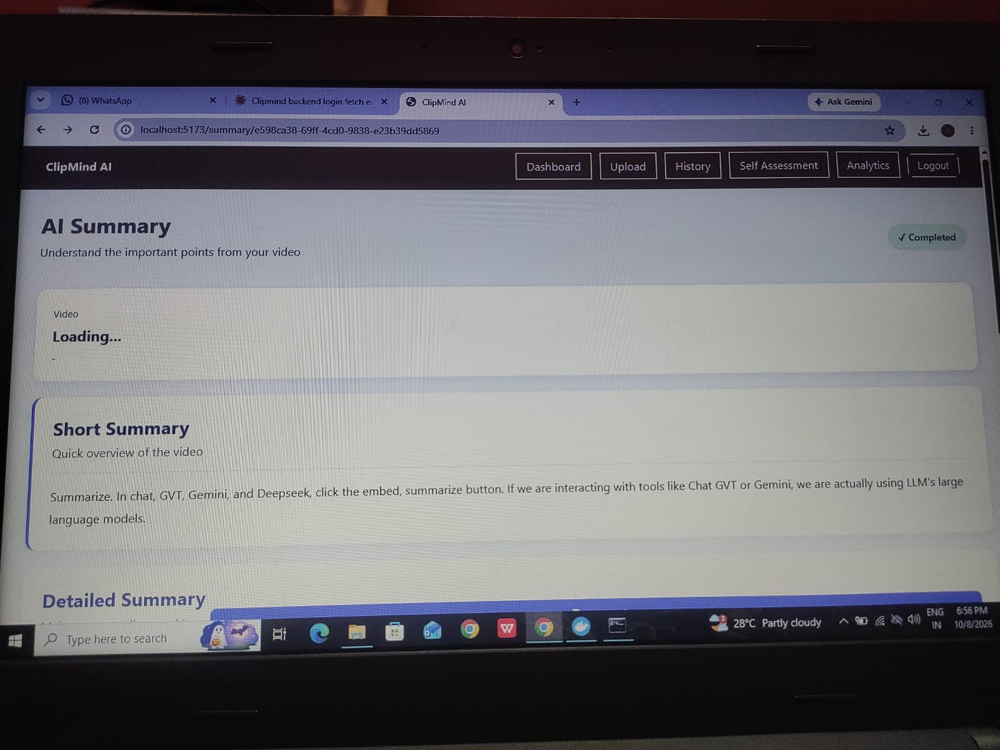 (8) WhatsApp
Clipmind backend login fetch e
ClipMind AI
Ask Gemini
localhost:5173/summary/e598ca38-69ff-4cd0-9838-e23b39dd5869
ClipMind AI
Dashboard
Upload
History
Self Assessment
Analytics
Logout
AI Summary
Understand the important points from your video
✓ Completed
Video
Loading...
-
Short Summary
Quick overview of the video
Summarize. In chat, GVT, Gemini, and Deepseek, click the embed, summarize button. If we are interacting with tools like Chat GVT or Gemini, we are actually using LLM's large
language models.
Detailed Summary
Type here to search
3
28°C Partly cloudy
ENG
IN
6:56 PM
10/8/2026